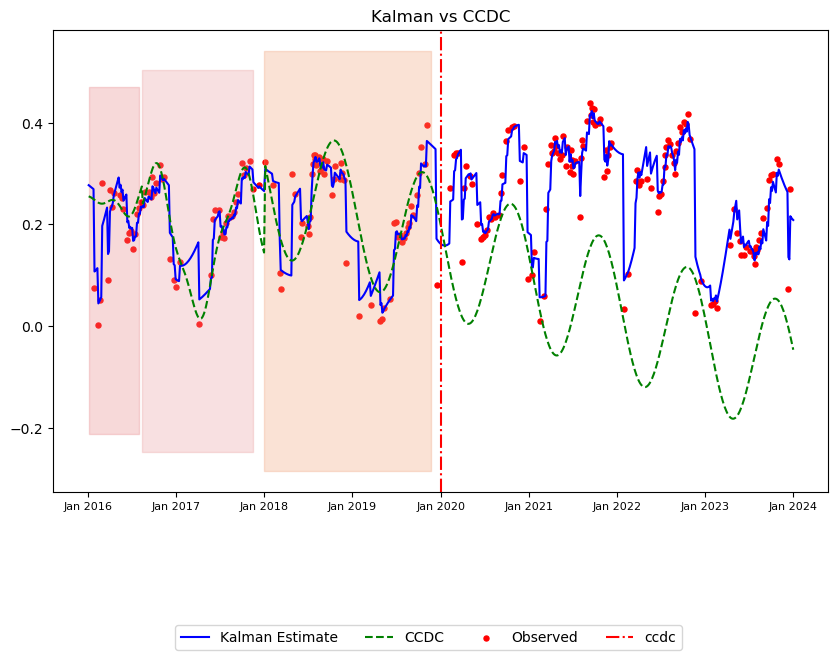 Kalman vs CCDC
0.4
0.2
0.0
−0.2
Jan 2016 Jan 2017 Jan 2018 Jan 2019 Jan 2020 Jan 2021 Jan 2022 Jan 2023 Jan 2024
Kalman Estimate CCDC Observed ccdc